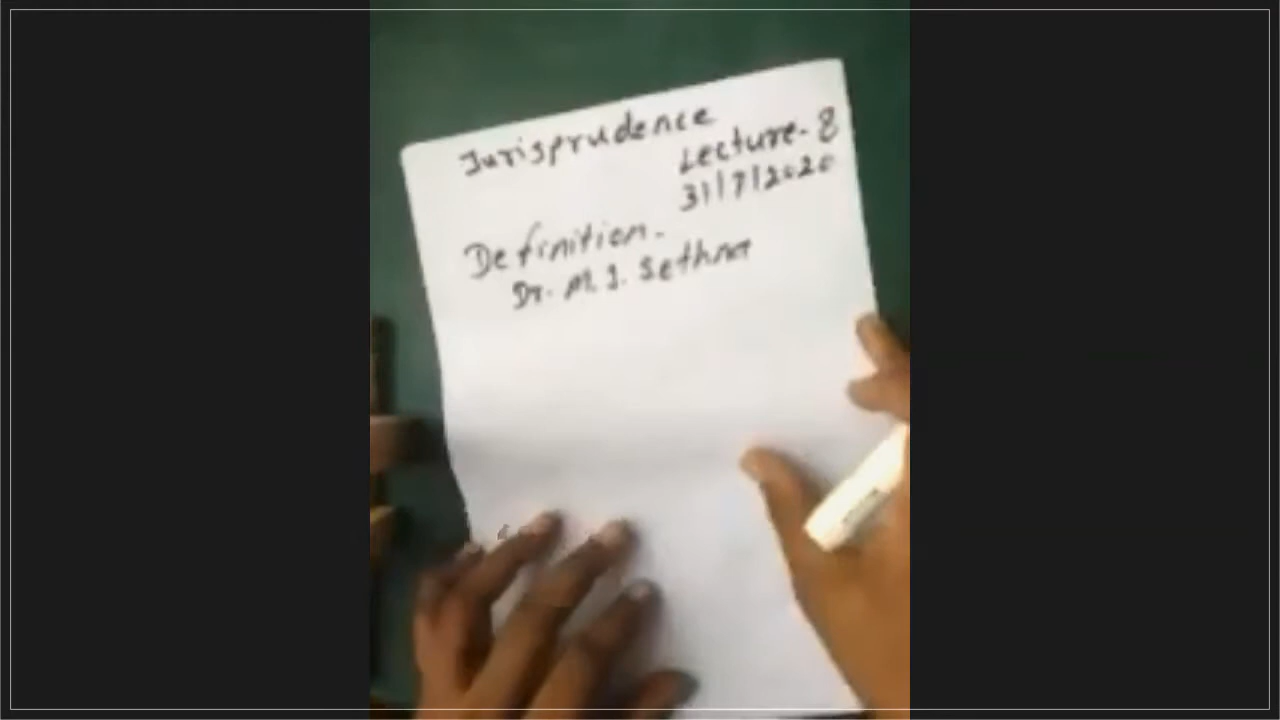 Jurisprudence
Lecture-8
31/7/2020
Definition-
Dr. M. J. Sethna